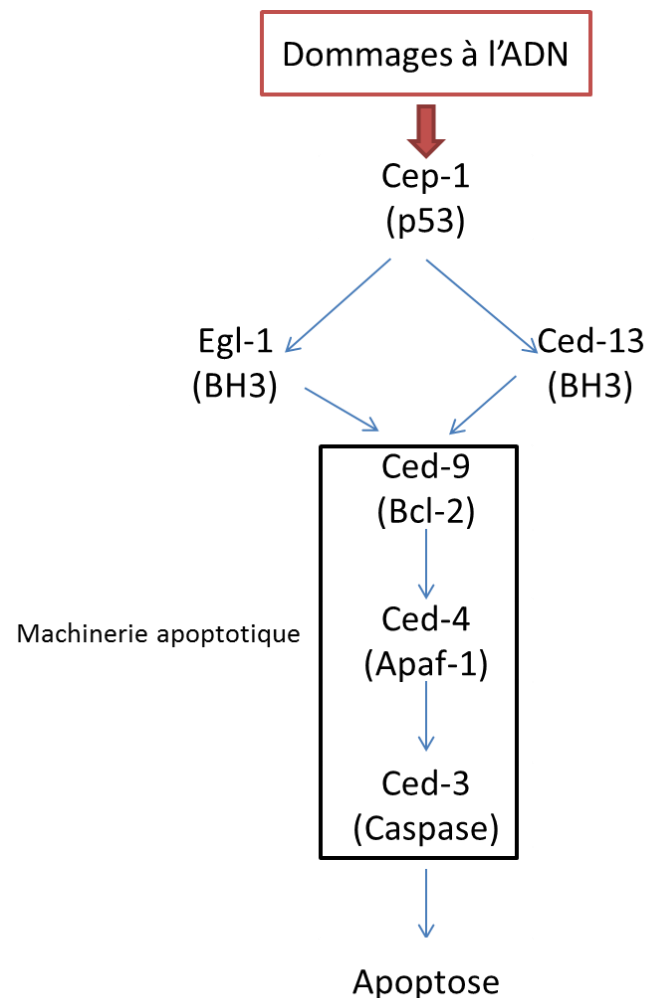 Dommages à l’ADN
Cep-1
(p53)
Egl-1
(BH3)
Ced-13
(BH3)
Ced-9
(Bcl-2)
Ced-4
(Apaf-1)
Machinerie apoptotique
Ced-3
(Caspase)
Apoptose